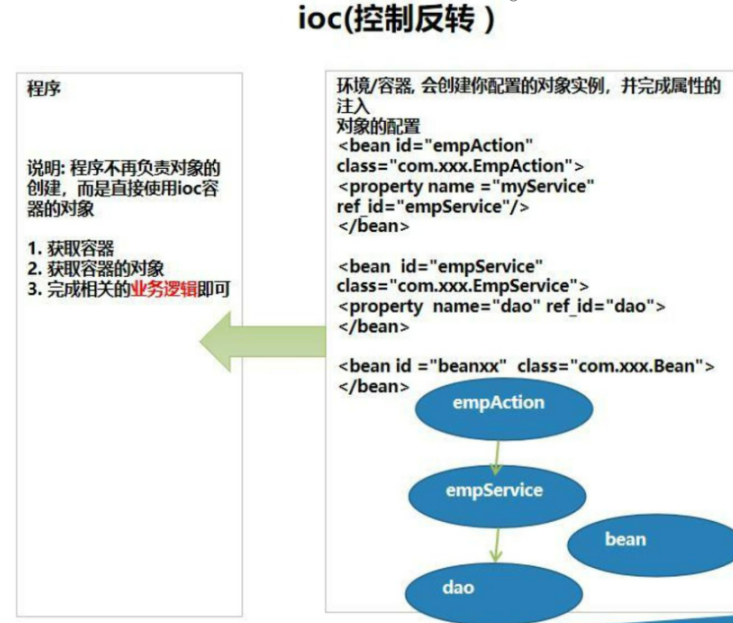 ioc(控制反转 )
程序
说明: 程序不再负责对象的
创建，而是直接使用ioc容
器的对象
1. 获取容器
2. 获取容器的对象
3. 完成相关的业务逻辑即可
环境/容器, 会创建你配置的对象实例，并完成属性的
注入
对象的配置
<bean id="empAction"
class="com.xxx.EmpAction">
<property name ="myService"
ref_id="empService"/>
</bean>
<bean  id="empService"
class="com.xxx.EmpService">
<property  name="dao" ref_id="dao">
</bean>
<bean id ="beanxx"  class="com.xxx.Bean">
</bean>
empAction
empService
bean
dao